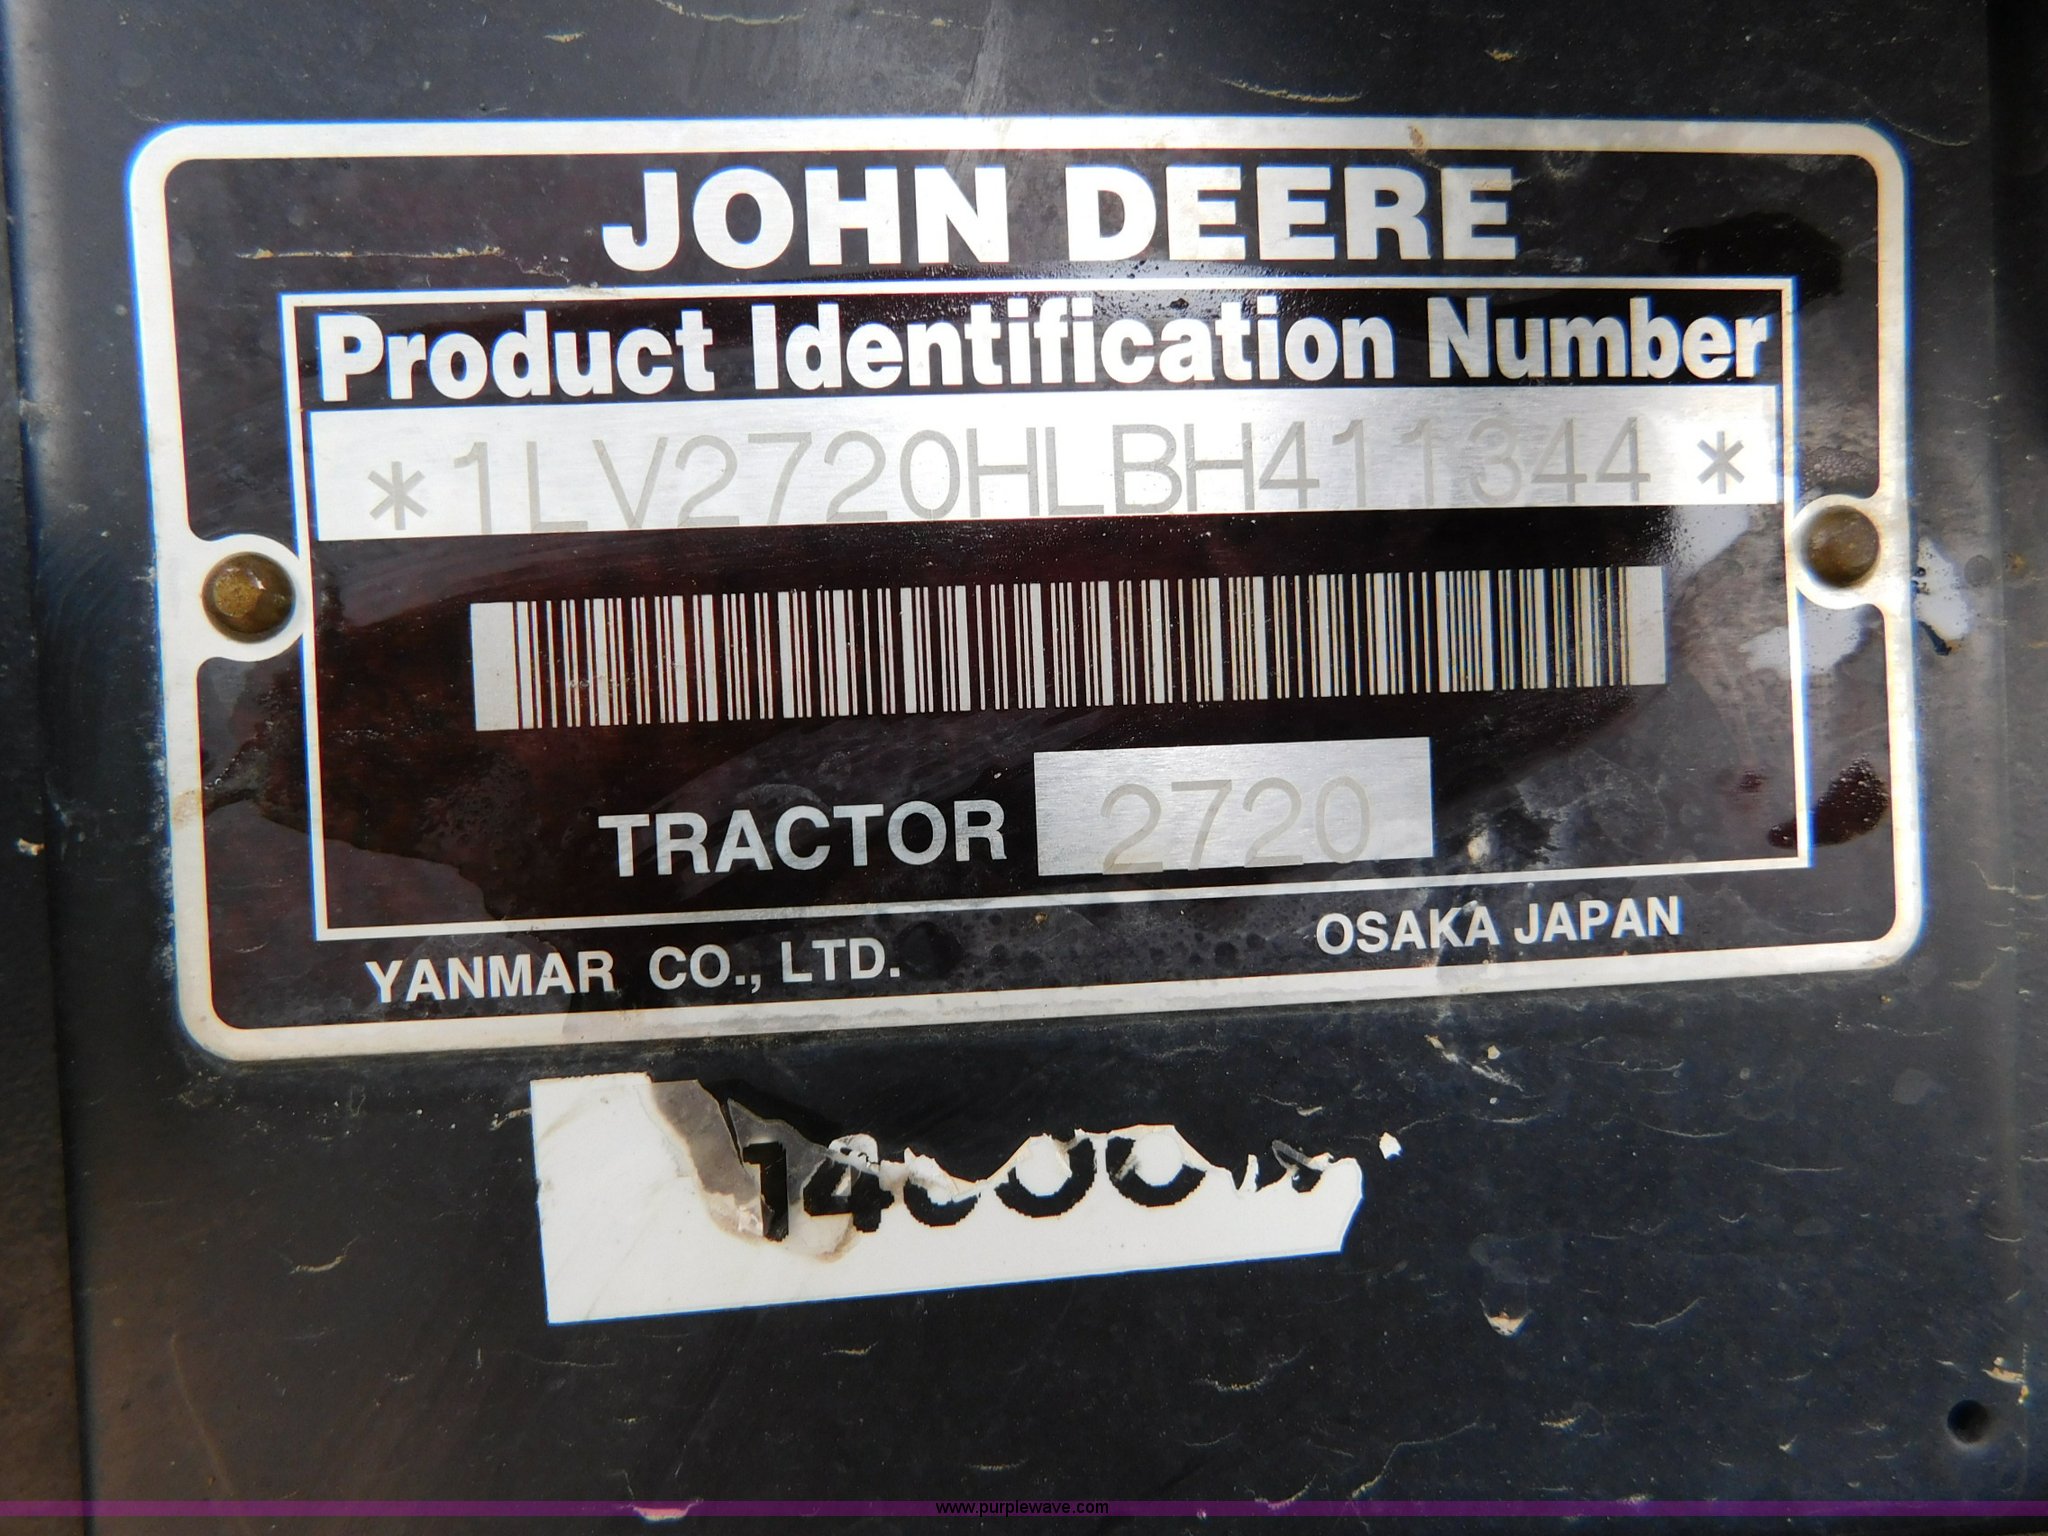 JOHN DEERE
Product Identification Number
*1LV2720HLBH411344*
TRACTOR 2720
YANMAR CO., LTD. OSAKA JAPAN
www.purplewave.com